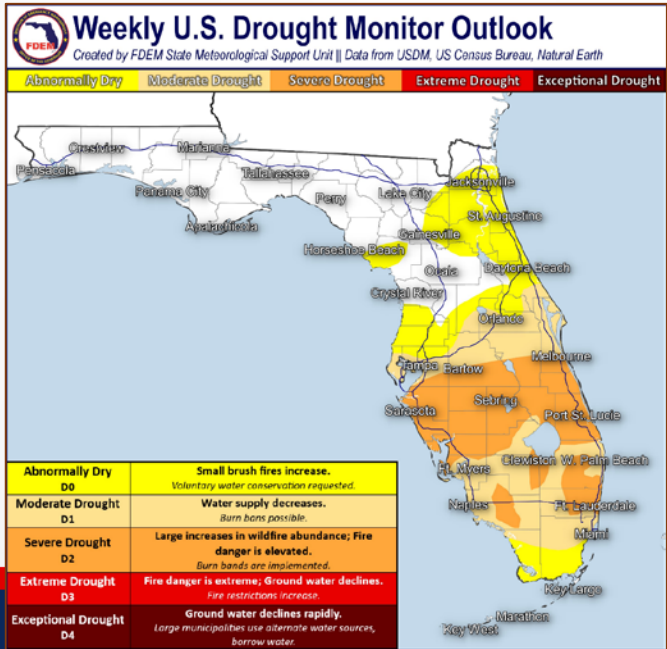 FDEM
Weekly U.S. Drought Monitor Outlook
Created by FDEM State Meteorological Support Unit || Data from USDM, US Census Bureau, Natural Earth
Abnormally Dry Moderate Drought Severe Drought Extreme Drought Exceptional Drought
Crestview
Marianna
Pensacola
Tallahassee
Panama City
Perry
Lake City
Jacksonville
Apalachicola
St. Augustine
Gainesville
Horseshoe Beach
Ocala
Daytona Beach
Crystal River
Orlando
Tampa
Bartow
Melbourne
Sarasota
Sebring
Port St. Lucie
Ft. Myers
Clewiston
W. Palm Beach
Naples
Ft. Lauderdale
Miami
Key Largo
Marathon
Key West
Abnormally Dry
D0
Small brush fires increase.
Voluntary water conservation requested.
Moderate Drought
D1
Water supply decreases.
Burn bans possible.
Severe Drought
D2
Large increases in wildfire abundance; Fire
danger is elevated.
Burn bands are implemented.
Extreme Drought
D3
Fire danger is extreme; Ground water declines.
Fire restrictions increase.
Exceptional Drought
D4
Ground water declines rapidly.
Large municipalities use alternate water sources,
borrow water.